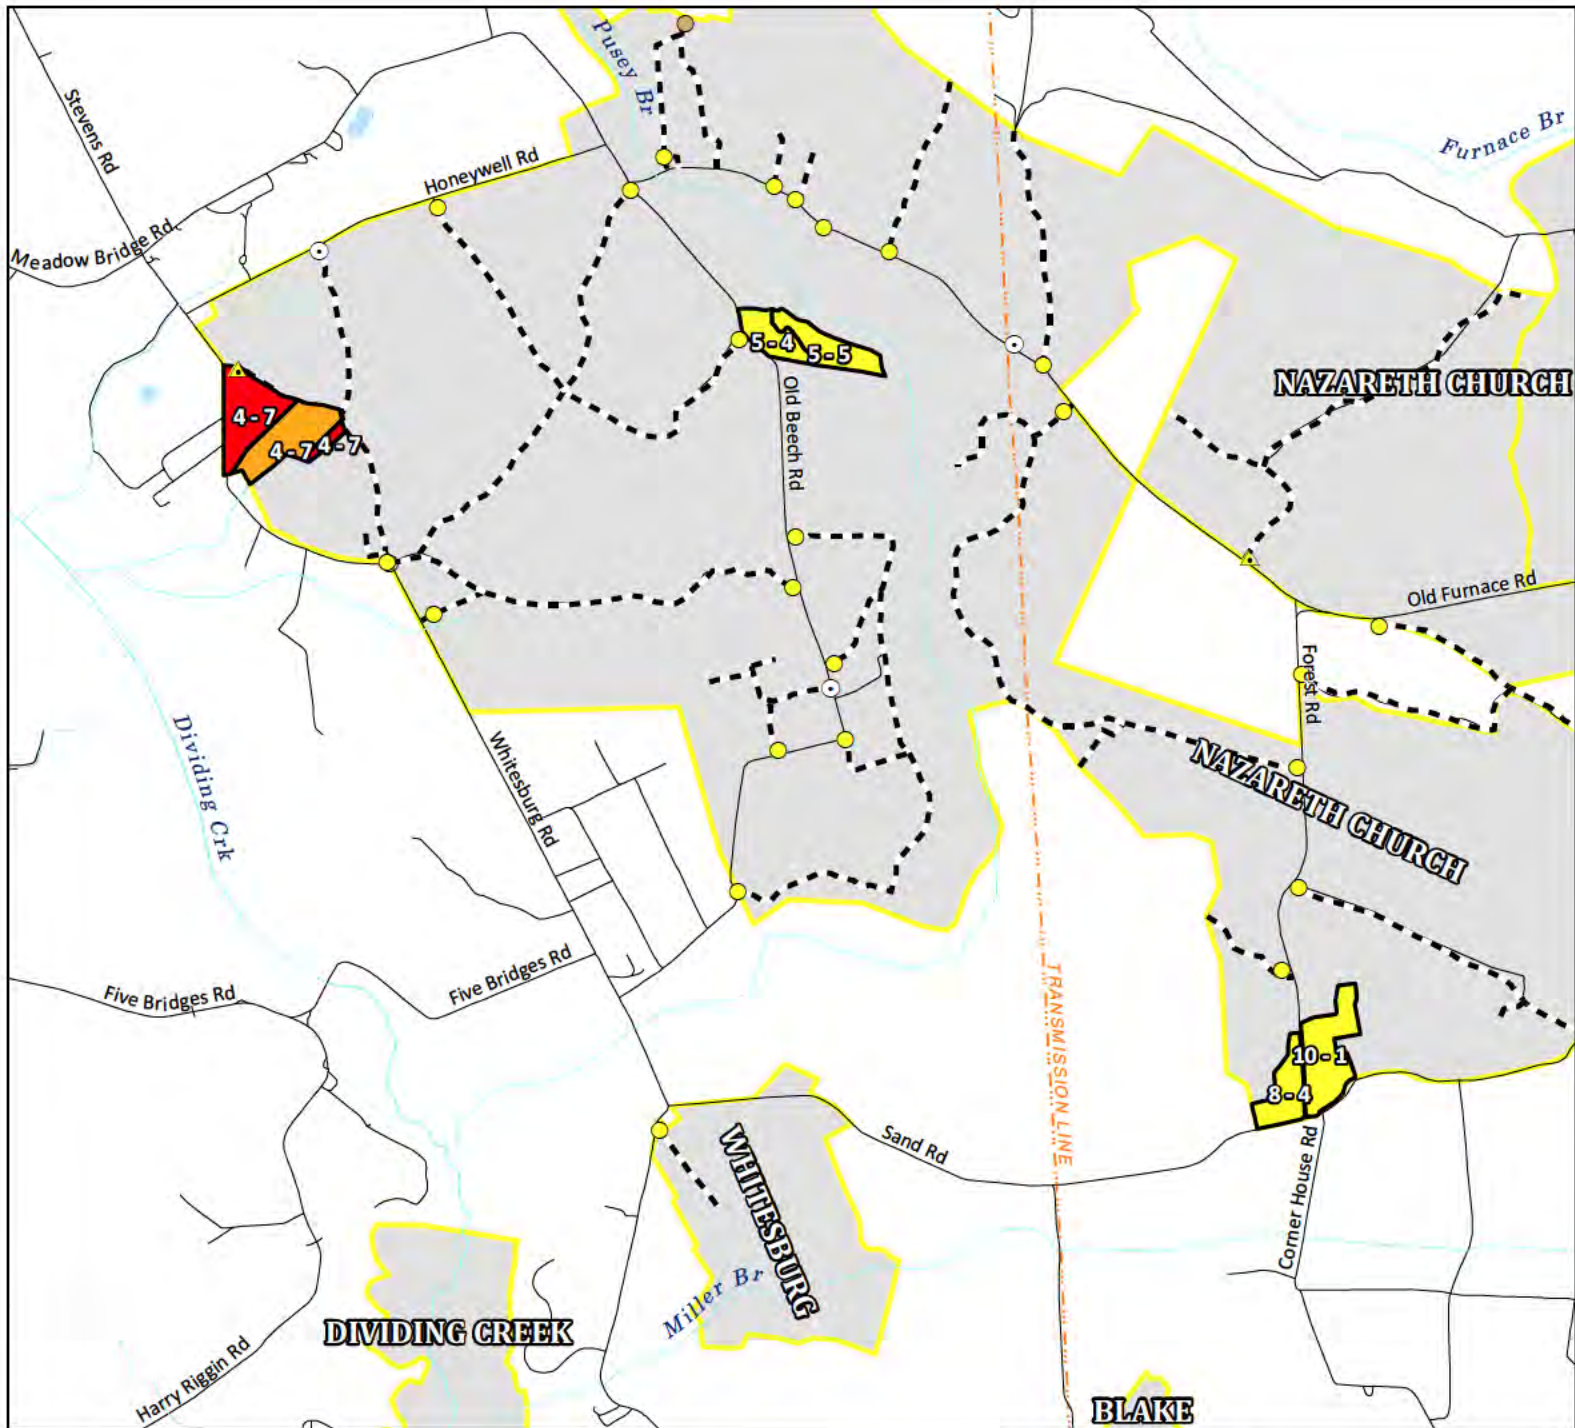 Pusey Br
Stevens Rd
Furnace Br
Honeywell Rd
Meadow Bridge Rd
5 - 4
5 - 5
NAZARETH CHURCH
4 - 7
4 - 7
4 - 7
Old Beech Rd
Old Furnace Rd
Forest Rd
Dividing Crk
Whitesburg Rd
NAZARETH CHURCH
Five Bridges Rd
Five Bridges Rd
TRANSMISSION LINE
10 - 1
8 - 4
Sand Rd
WHITESBURG
Corner House Rd
Miller Br
DIVIDING CREEK
Harry Riggin Rd
BLAKE